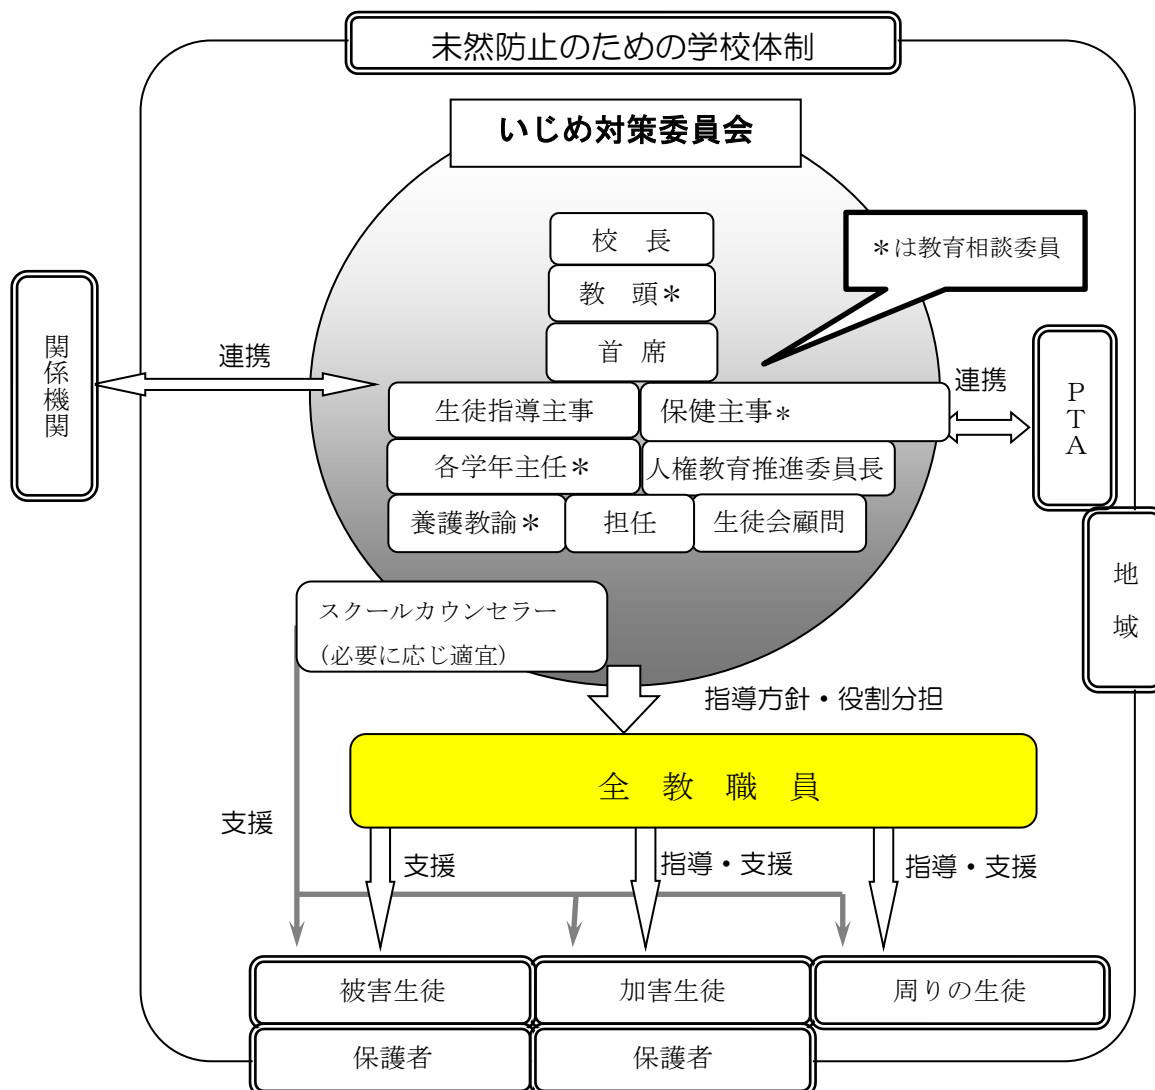 未然防止のための学校体制
いじめ対策委員会
校　長
＊は教育相談委員
教　頭＊
首 席
関係機関
連携
連携
PTA
生徒指導主事
保健主事＊
各学年主任＊
人権教育推進委員長
養護教諭＊
担任
生徒会顧問
地域
スクールカウンセラー
(必要に応じ適宜)
指導方針・役割分担
全　教　職　員
支援
支援
指導・支援
指導・支援
被害生徒
加害生徒
周りの生徒
保護者
保護者